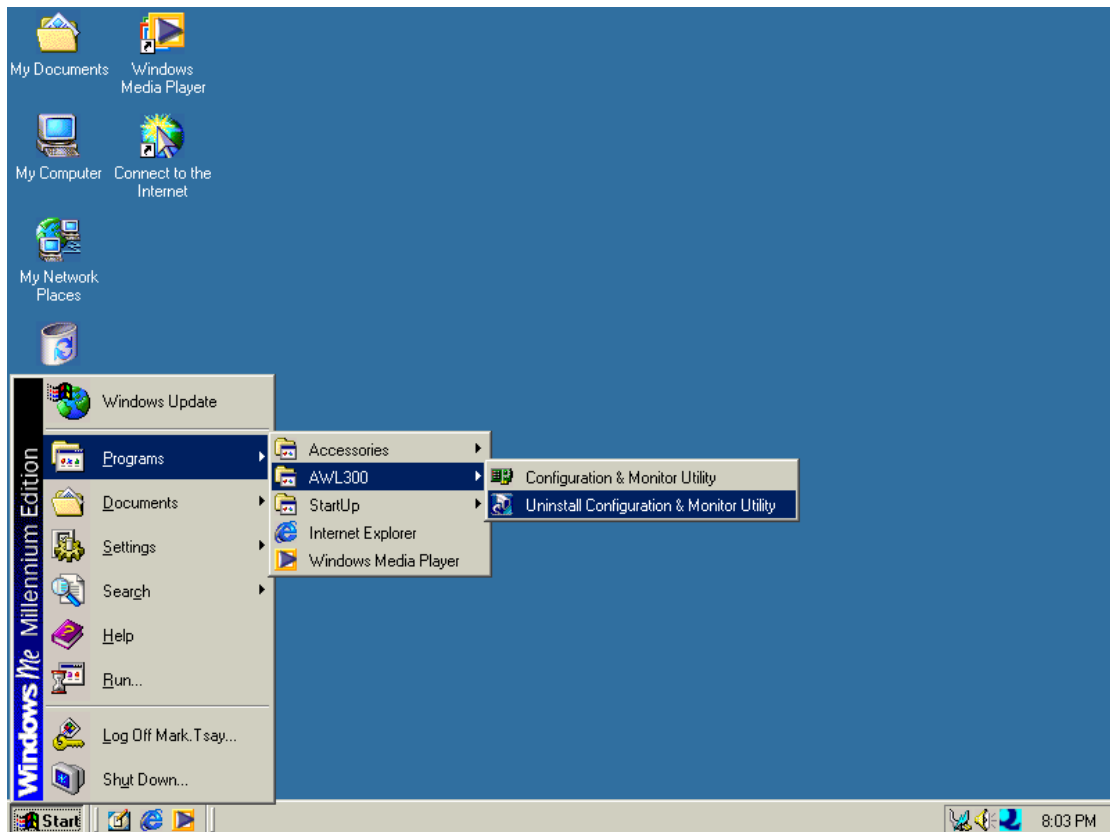 My Documents
Windows
Media Player
My Computer
Connect to the
Internet
My Network
Places
Windows Me Millennium Edition
Windows Update
Programs
Documents
Settings
Search
Help
Run...
Log Off Mark.Tsay...
Shut Down...
Accessories
AWL300
StartUp
Internet Explorer
Windows Media Player
Configuration & Monitor Utility
Uninstall Configuration & Monitor Utility
Start
8:03 PM